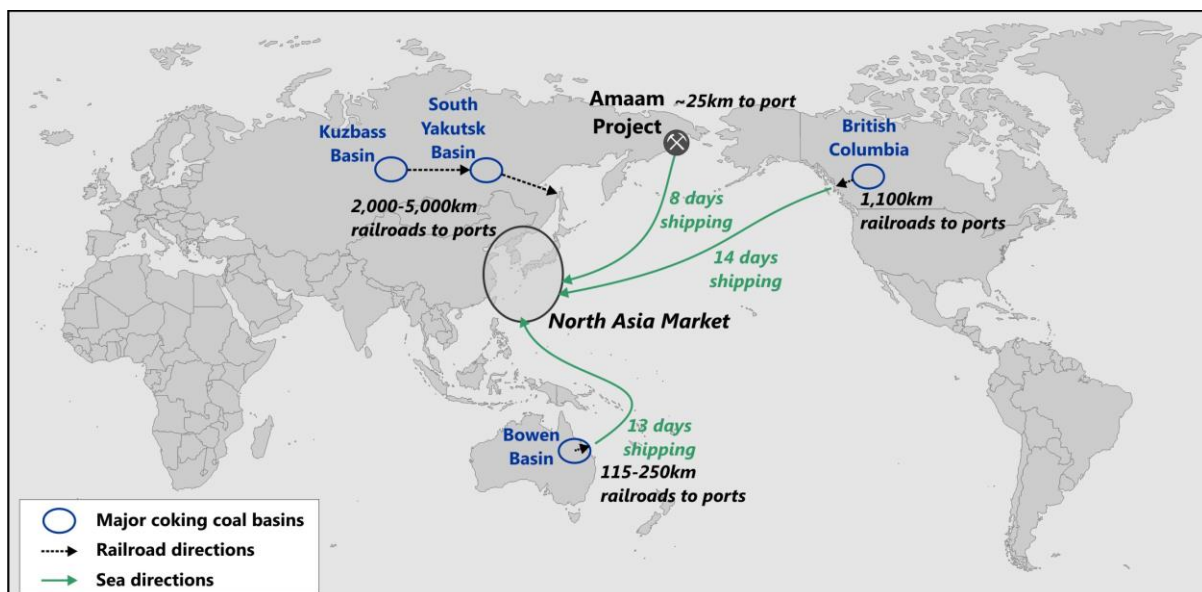 South
Yakutsk
Basin
Kuzbass
Basin
2,000-5,000km
railroads to ports
Amaam
Project
~25km to port
British
Columbia
1,100km
railroads to ports
8 days
shipping
14 days
shipping
North Asia Market
13 days
shipping
Bowen
Basin
115-250km
railroads to ports
Major coking coal basins
Railroad directions
Sea directions